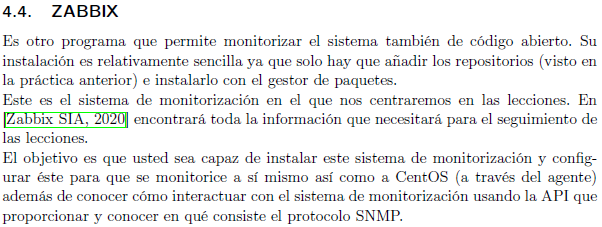 4.4. ZABBIX
Es otro programa que permite monitorizar el sistema también de código abierto. Su
instalación es relativamente sencilla ya que solo hay que añadir los repositorios (visto en
la práctica anterior) e instalarlo con el gestor de paquetes.
Este es el sistema de monitorización en el que nos centraremos en las lecciones. En
[Zabbix SIA, 2020] encontrará toda la información que necesitará para el seguimiento de
las lecciones.
El objetivo es que usted sea capaz de instalar este sistema de monitorización y config-
urar éste para que se monitorice a sí mismo así como a CentOS (a través del agente)
además de conocer cómo interactuar con el sistema de monitorización usando la API que
proporcionar y conocer en qué consiste el protocolo SNMP.